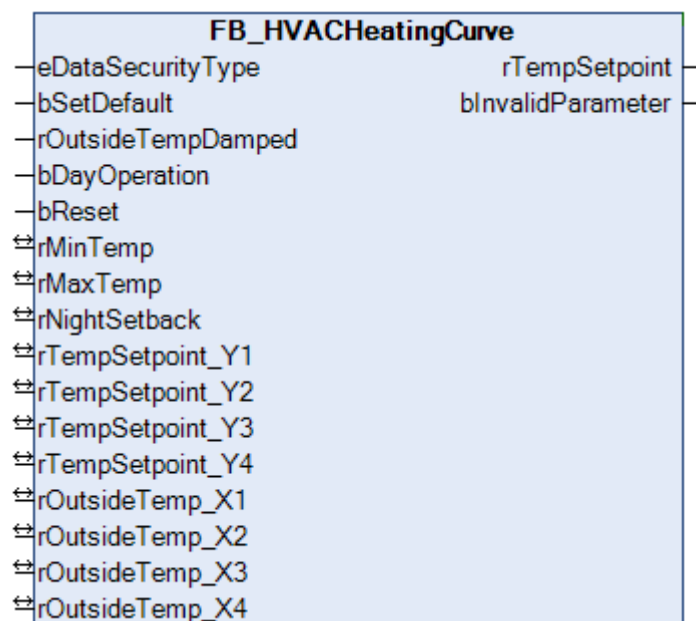 FB_HVACHeatingCurve
eDataSecurityType rTempSetpoint
bSetDefault bInvalidParameter
rOutsideTempDamped
bDayOperation
bReset
rMinTemp
rMaxTemp
rNightSetback
rTempSetpoint_Y1
rTempSetpoint_Y2
rTempSetpoint_Y3
rTempSetpoint_Y4
rOutsideTemp_X1
rOutsideTemp_X2
rOutsideTemp_X3
rOutsideTemp_X4